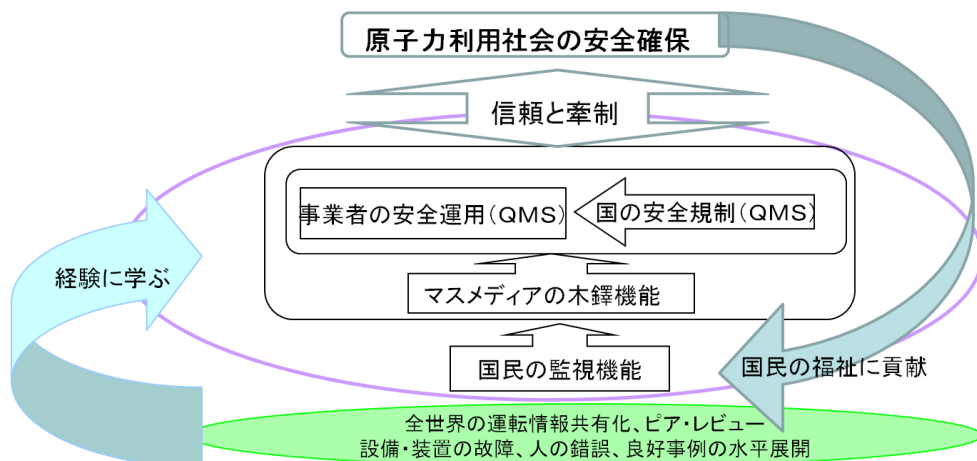 原子力利用社会の安全確保
信頼と牽制
事業者の安全運用(QMS)
国の安全規制(QMS)
経験に学ぶ
マスメディアの木鐸機能
国民の監視機能
国民の福祉に貢献
全世界の運転情報共有化、ピア・レビュー
設備・装置の故障、人の錯誤、良好事例の水平展開